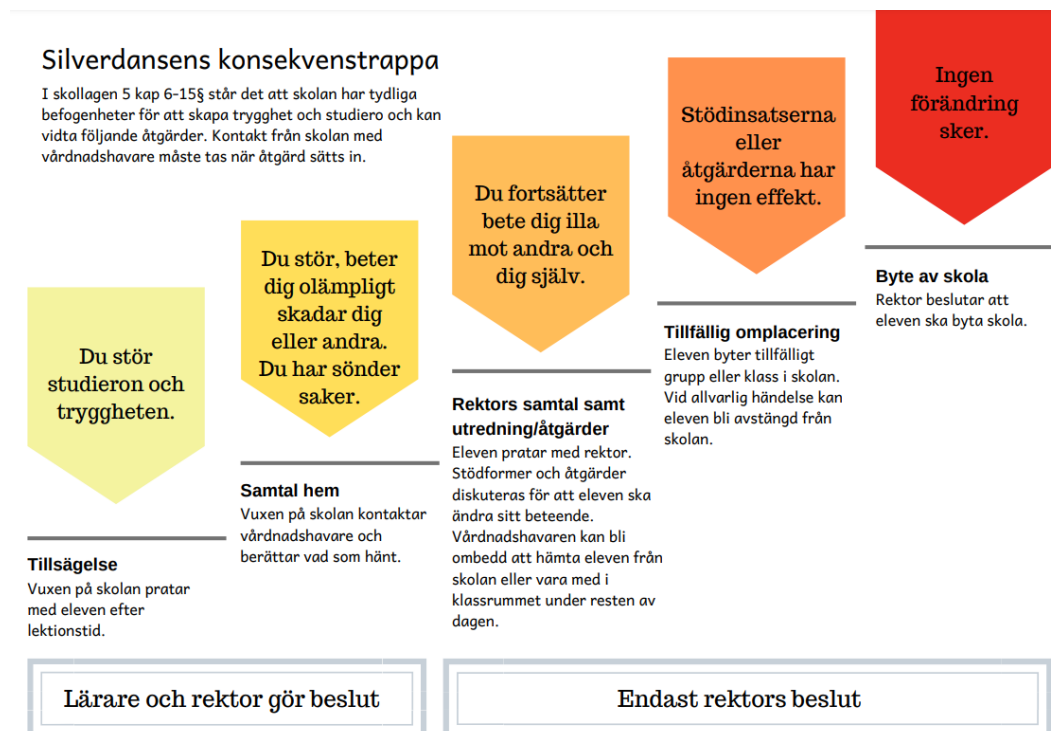 Silverdansens konsekvenstrappa
I skollagen 5 kap 6-15§ står det att skolan har tydliga
befogenheter för att skapa trygghet och studiero och kan
vidta följande åtgärder. Kontakt från skolan med
vårdnadshavare måste tas när åtgärd sätts in.
Du stör
studieron och
tryggheten.
Tillsägelse
Vuxen på skolan pratar
med eleven efter
lektionstid.
Du stör, beter
dig olämpligt
skadar dig
eller andra.
Du har sönder
saker.
Samtal hem
Vuxen på skolan kontaktar
vårdnadshavare och
berättar vad som hänt.
Du fortsätter
bete dig illa
mot andra och
dig själv.
Rektors samtal samt
utredning/åtgärder
Eleven pratar med rektor.
Stödformer och åtgärder
diskuteras för att eleven ska
ändra sitt beteende.
Vårdnadshavaren kan bli
ombedd att hämta eleven från
skolan eller vara med i
klassrummet under resten av
dagen.
Stödinsatserna
eller
åtgärderna har
ingen effekt.
Tillfällig omplacering
Eleven byter tillfälligt
grupp eller klass i skolan.
Vid allvarlig händelse kan
eleven bli avstängd från
skolan.
Ingen
förändring
sker.
Byte av skola
Rektor beslutar att
eleven ska byta skola.
Lärare och rektor gör beslut
Endast rektors beslut